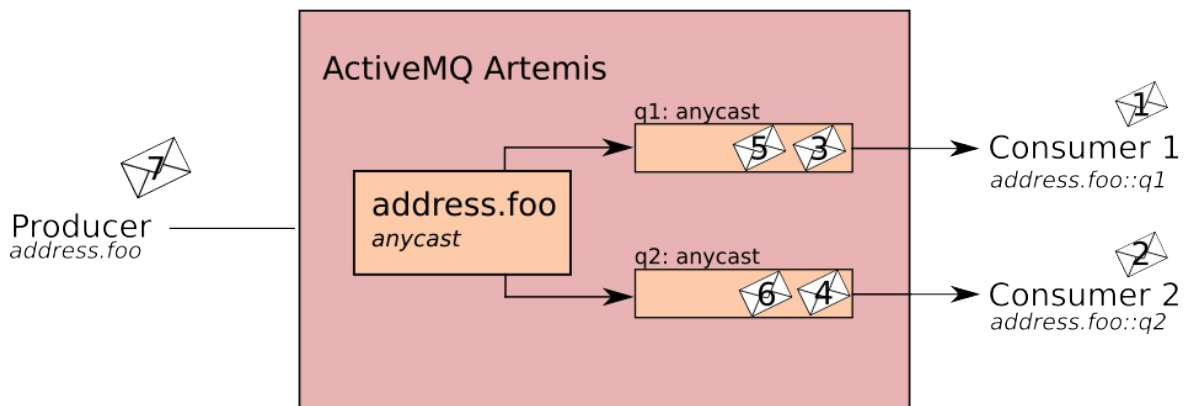 ActiveMQ Artemis
7
Producer
address.foo
address.foo
anycast
q1: anycast
5 3
q2: anycast
6 4
1
Consumer 1
address.foo::q1
2
Consumer 2
address.foo::q2